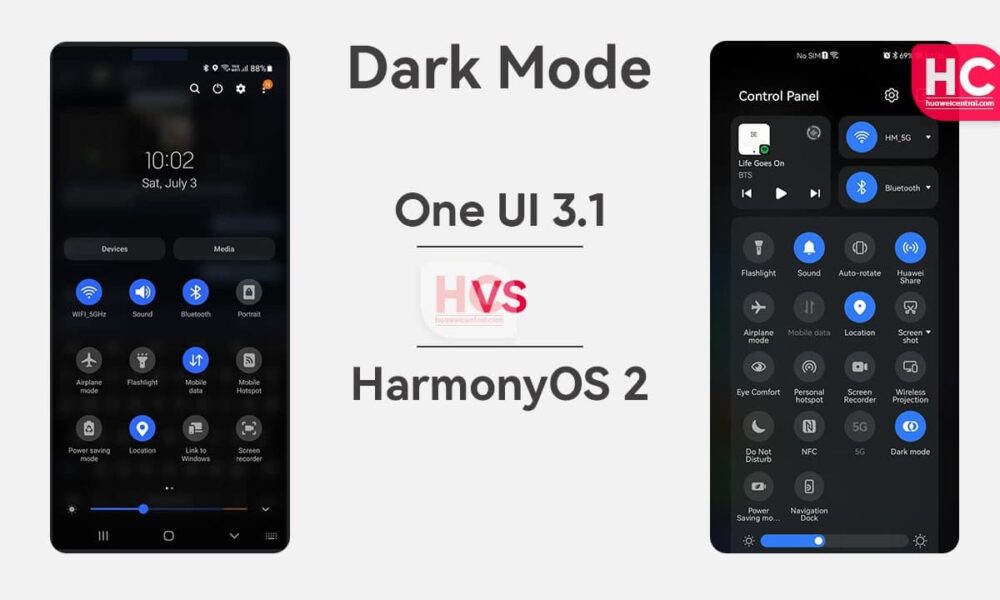 Dark Mode
One UI 3.1
VS
HarmonyOS 2
HC
huaweicentral.com
88%
10:02
Sat, July 3
Devices
Media
WIFI_5GHz
Sound
Bluetooth
Portrait
Airplane
mode
Flashlight
Mobile
data
Mobile
Hotspot
Power saving
mode
Location
Link to
Windows
Screen
recorder
No SIM
69%
HC
huaweicentral.com
Control Panel
Life Goes On
BTS
HM_5G
Bluetooth
Flashlight
Sound
Auto-rotate
Huawei
Share
Airplane
mode
Mobile data
Location
Screen
shot
Eye Comfort
Personal
hotspot
Screen
Recorder
Wireless
Projection
Do Not
Disturb
NFC
5G
5G
Dark mode
Power
Saving mo...
Navigation
Dock